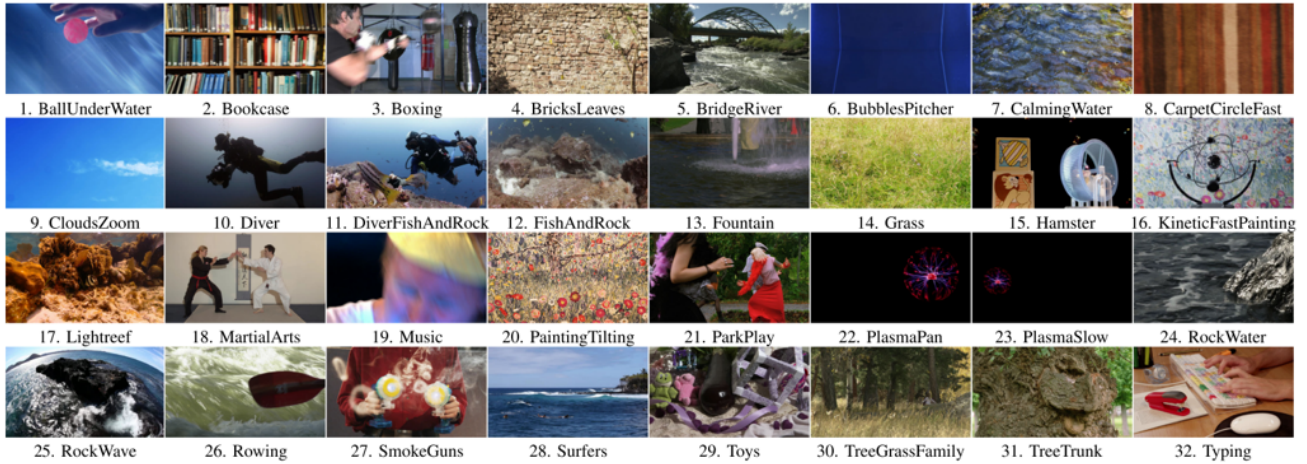 1. BallUnderWater
2. Bookcase
3. Boxing
4. BricksLeaves
5. BridgeRiver
6. BubblesPitcher
7. CalmingWater
8. CarpetCircleFast
9. CloudsZoom
10. Diver
11. DiverFishAndRock
12. FishAndRock
13. Fountain
14. Grass
15. Hamster
16. KineticFastPainting
17. Lightreef
18. MartialArts
19. Music
20. PaintingTilting
21. ParkPlay
22. PlasmaPan
23. PlasmaSlow
24. RockWater
25. RockWave
26. Rowing
27. SmokeGuns
28. Surfers
29. Toys
30. TreeGrassFamily
31. TreeTrunk
32. Typing